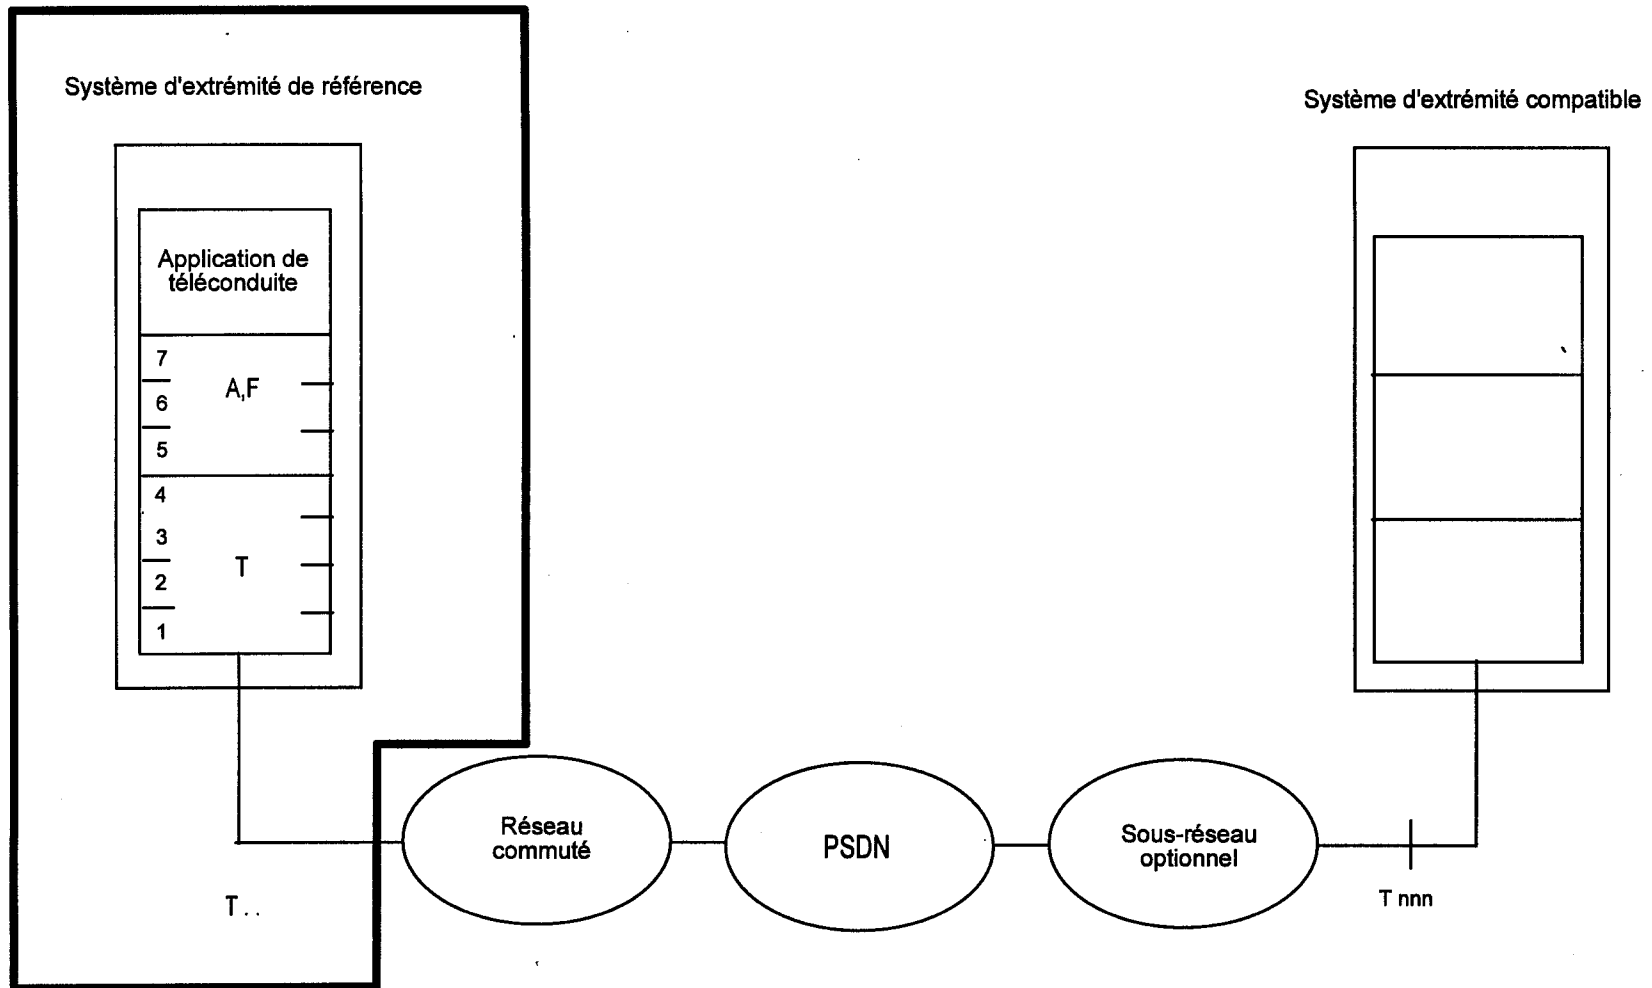 Système d'extrémité de référence
Système d'extrémité compatible
Application de
téléconduite
7
A,F
6
5
4
3
T
2
1
Réseau
commuté
PSDN
Sous-réseau
optionnel
T . .
T nnn